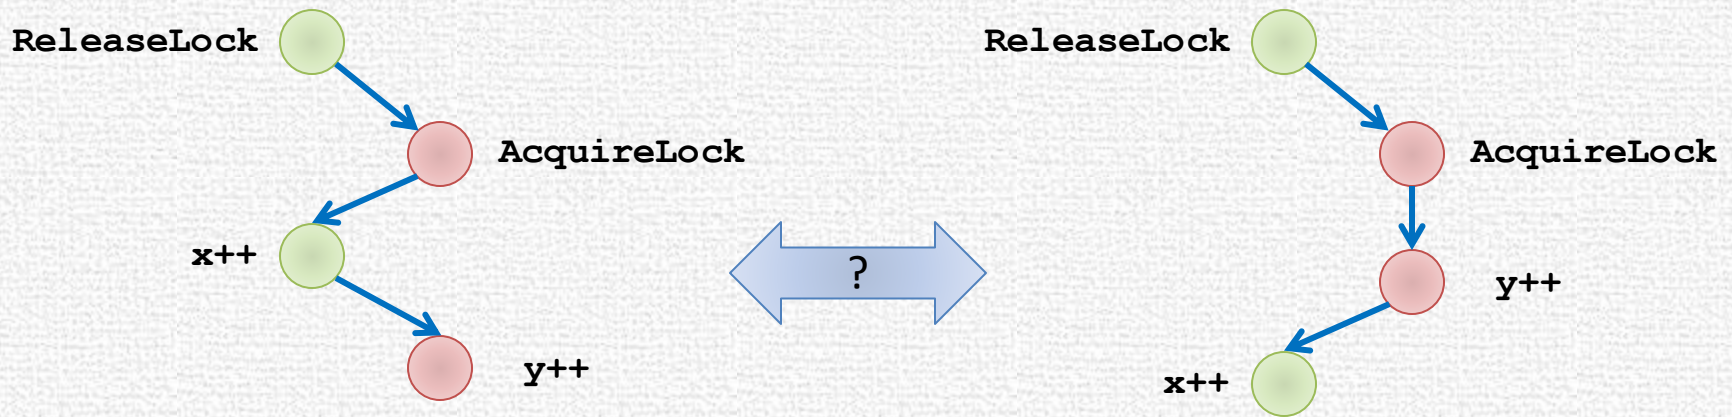 ReleaseLock
AcquireLock
x++
y++
?
ReleaseLock
AcquireLock
y++
x++